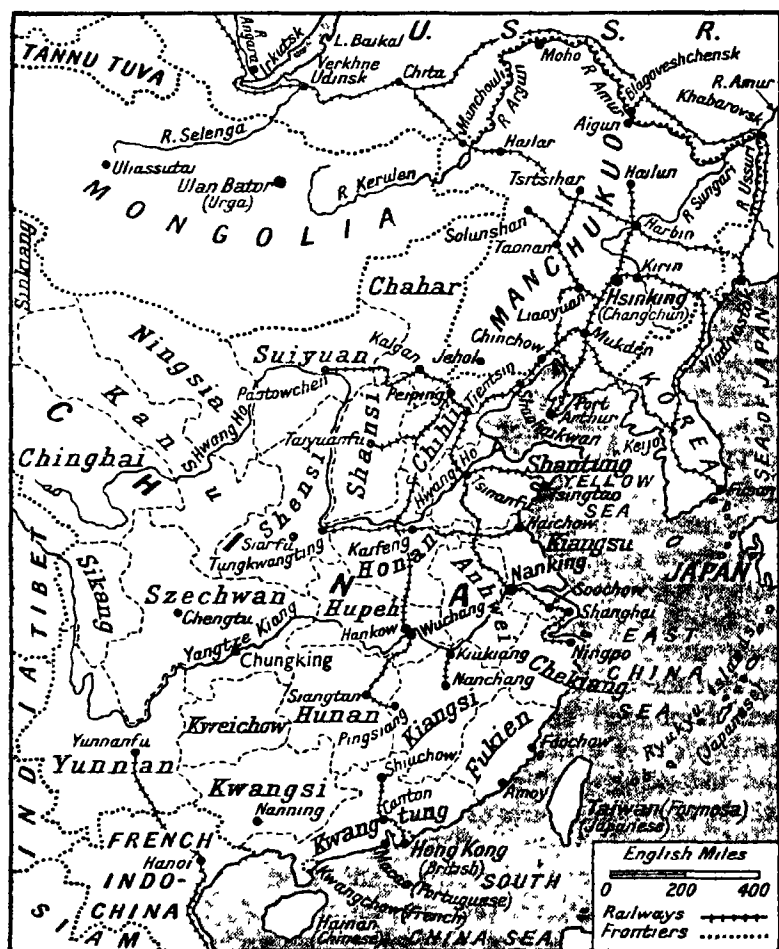 U. S. S. R.
TANNU TUVA
R. Angara
Irkutsk
L. Baikal
Verkhne Udinsk
Chita
Manchouli
R. Argun
Moho
R. Amur
Blagoveshchensk
R. Amur
Khabarovsk
Aigun
R. Selenga
Hailar
Uliassutai
Ulan Bator
(Urga)
R. Kerulen
Tsitsihar
Hailun
R. Sungari
R. Ussuri
MONGOLIA
Solunshan
Taonan
Harbin
MANCHUKUO
Kirin
Sinkiang
Chahar
Liaoyuan
Hsinking
(Changchun)
Vladivostok
Ningsia
Suiyuan
Kalgan
Jehol
Chinchow
Mukden
Paotowchen
Peiping
Tientsin
Shanhaikwan
Port Arthur
KOREA
SEA OF JAPAN
Kansu
Hwang Ho
Taiyuanfu
Shansi
Chihli
Keijo
CHINA
Chinghai
Shensi
Hwang Ho
Shantung
Tsinanfu
YELLOW
Tsingtao
SEA
Fusan
Sianfu
Tungkwangting
Kaifeng
Honan
Haichow
Kiangsu
Anhwei
Nanking
JAPAN
TIBET
Sikang
Szechwan
Chengtu
Hupeh
Soochow
Shanghai
Yangtze Kiang
Hankow
Wuchang
EAST
Chungking
Kiukiang
Ningpo
CHINA
Nanchang
Chekiang
SEA
Siangtan
Hunan
Kiangsi
Pingsiang
Ryukyu Islands
(Japanese)
Kweichow
Yunnanfu
Yunnan
Shiuchow
Fukien
Foochow
Kwangsi
Nanning
Canton
Amoy
Kwangtung
Taiwan (Formosa)
(Japanese)
INDIA
FRENCH
Hanoi
INDO-
CHINA
Hong Kong
(British)
Macao (Portuguese)
Kwangchow (French)
SOUTH
Hainan
(Chinese)
CHINA SEA
SIAM
English Miles
0 200 400
Railways
Frontiers